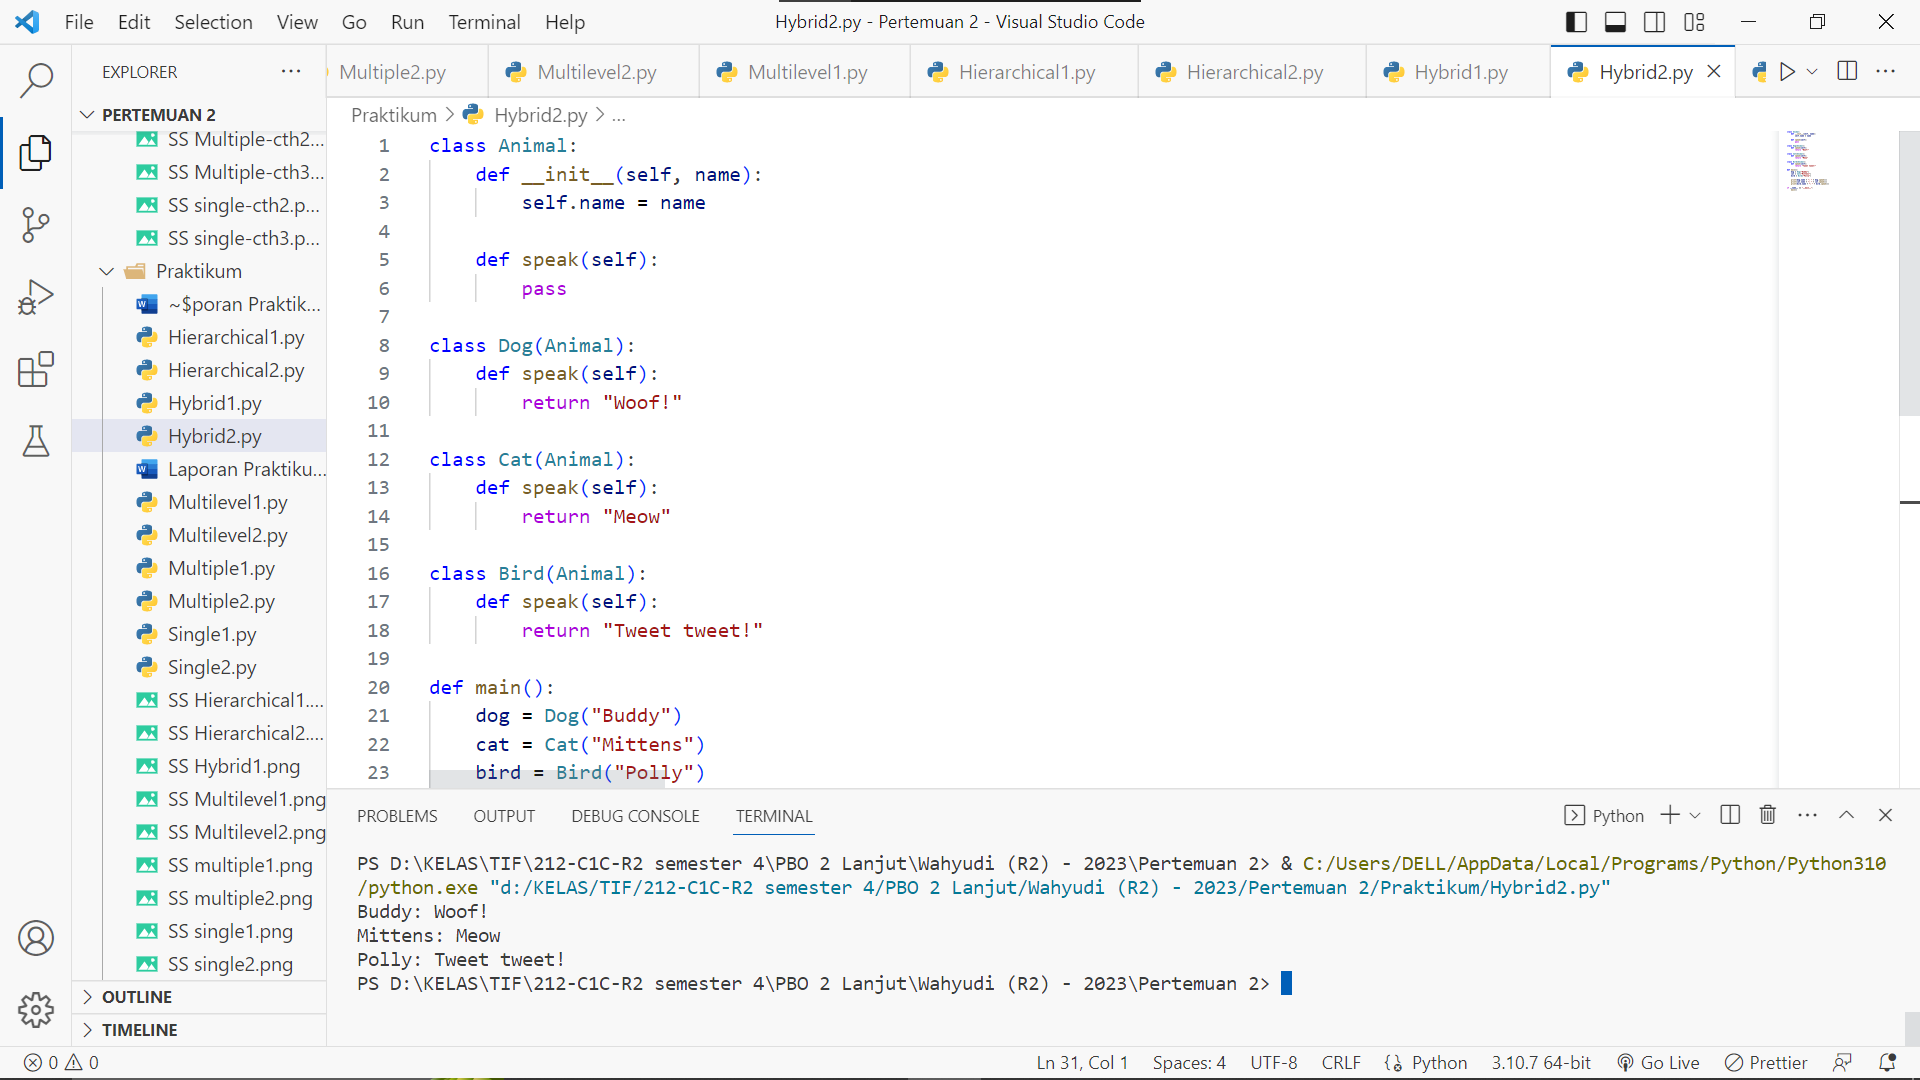 File Edit Selection View Go Run Terminal Help
Hybrid2.py - Pertemuan 2 - Visual Studio Code
EXPLORER
Multiple2.py Multilevel2.py Multilevel1.py Hierarchical1.py Hierarchical2.py Hybrid1.py Hybrid2.py
PERTEMUAN 2
SS Multiple-cth2...
SS Multiple-cth3...
SS single-cth2.p...
SS single-cth3.p...
Praktikum
~$poran Praktik...
Hierarchical1.py
Hierarchical2.py
Hybrid1.py
Hybrid2.py
Laporan Praktiku...
Multilevel1.py
Multilevel2.py
Multiple1.py
Multiple2.py
Single1.py
Single2.py
SS Hierarchical1....
SS Hierarchical2....
SS Hybrid1.png
SS Multilevel1.png
SS Multilevel2.png
SS multiple1.png
SS multiple2.png
SS single1.png
SS single2.png
OUTLINE
TIMELINE
Praktikum > Hybrid2.py > ...
1 class Animal:
2 def __init__(self, name):
3 self.name = name
4
5 def speak(self):
6 pass
7
8 class Dog(Animal):
9 def speak(self):
10 return "Woof!"
11
12 class Cat(Animal):
13 def speak(self):
14 return "Meow"
15
16 class Bird(Animal):
17 def speak(self):
18 return "Tweet tweet!"
19
20 def main():
21 dog = Dog("Buddy")
22 cat = Cat("Mittens")
23 bird = Bird("Polly")
PROBLEMS OUTPUT DEBUG CONSOLE TERMINAL
Python
PS D:\KELAS\TIF\212-C1C-R2 semester 4\PBO 2 Lanjut\Wahyudi (R2) - 2023\Pertemuan 2> & C:/Users/DELL/AppData/Local/Programs/Python/Python310
/python.exe "d:/KELAS/TIF/212-C1C-R2 semester 4/PBO 2 Lanjut/Wahyudi (R2) - 2023/Pertemuan 2/Praktikum/Hybrid2.py"
Buddy: Woof!
Mittens: Meow
Polly: Tweet tweet!
PS D:\KELAS\TIF\212-C1C-R2 semester 4\PBO 2 Lanjut\Wahyudi (R2) - 2023\Pertemuan 2>
0 0
Ln 31, Col 1 Spaces: 4 UTF-8 CRLF Python 3.10.7 64-bit Go Live Prettier